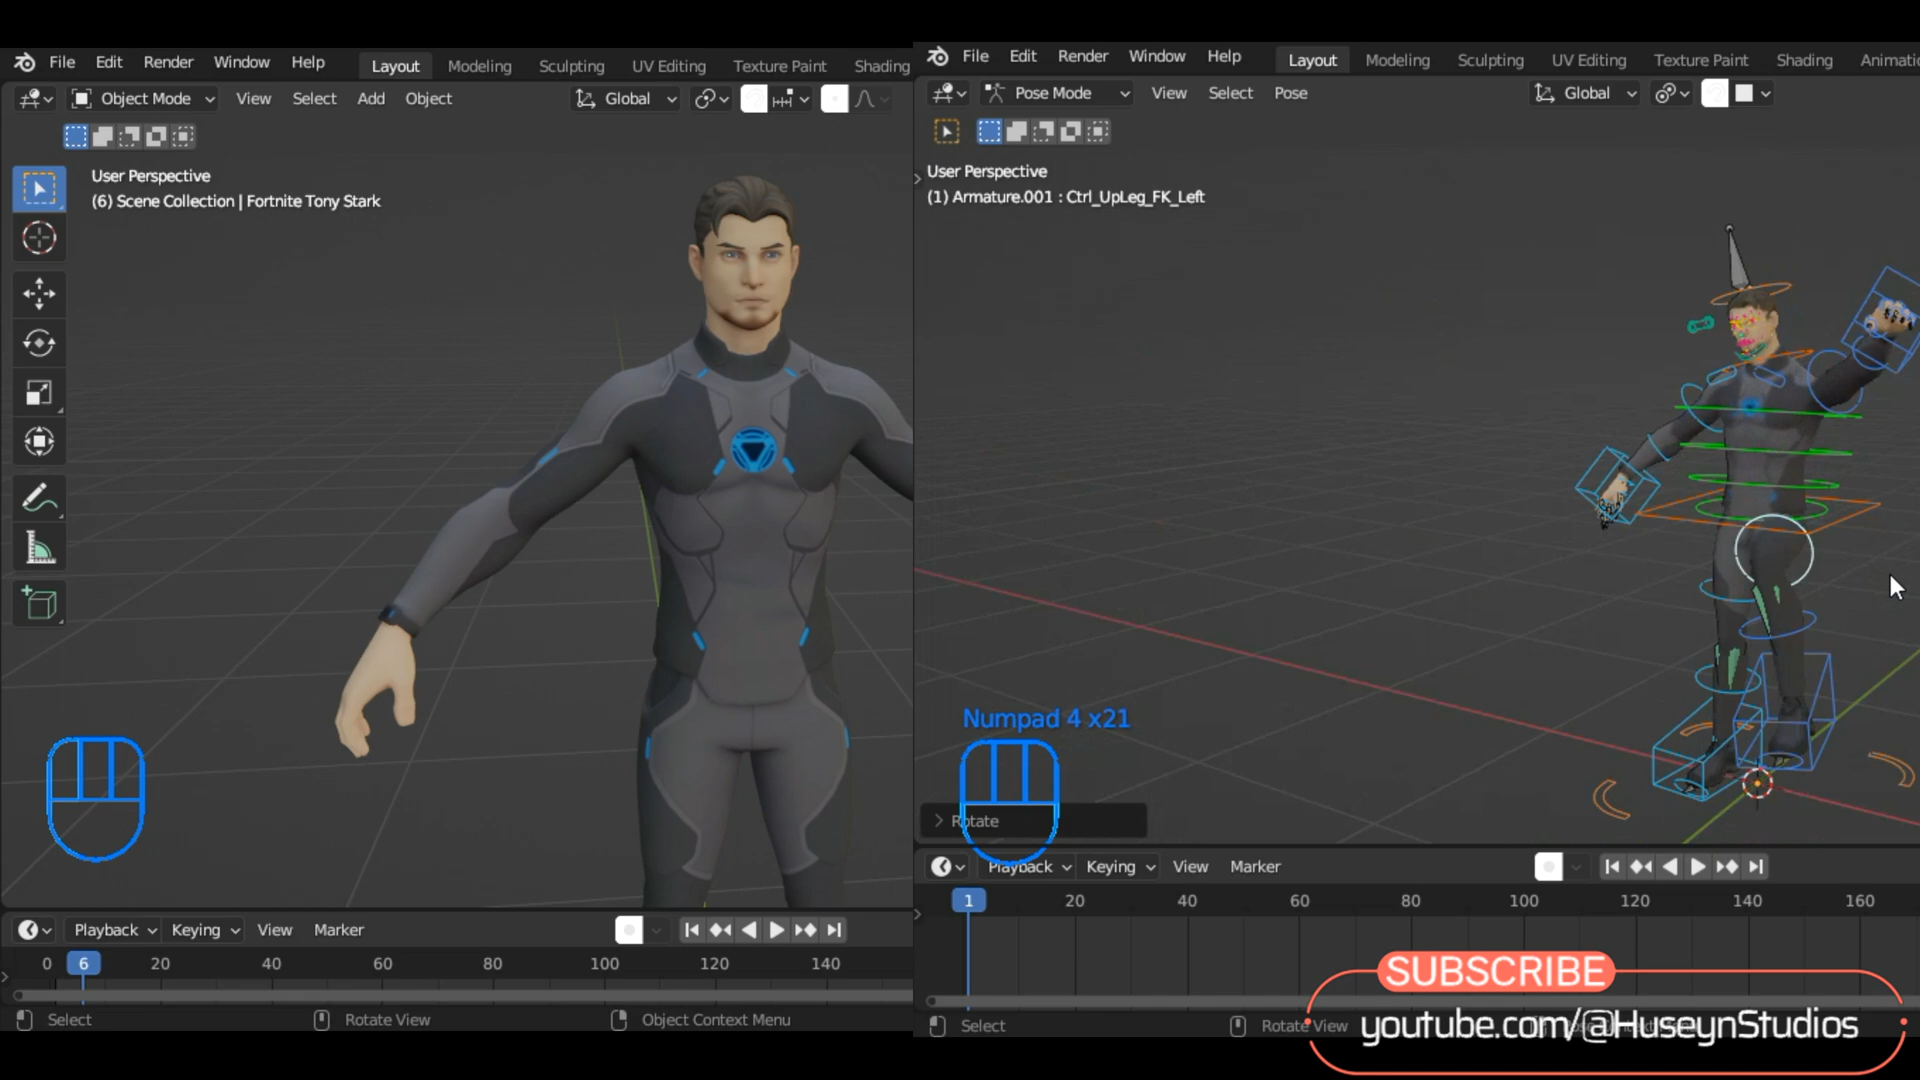 File Edit Render Window Help Layout Modeling Sculpting UV Editing Texture Paint Shading
Object Mode View Select Add Object Global
User Perspective
(6) Scene Collection | Fortnite Tony Stark
Playback Keying View Marker
0 6 20 40 60 80 100 120 140
Select Rotate View Object Context Menu
File Edit Render Window Help Layout Modeling Sculpting UV Editing Texture Paint Shading Animati
Pose Mode View Select Pose Global
User Perspective
(1) Armature.001 : Ctrl_UpLeg_FK_Left
Numpad 4 x21
Rotate
Playback Keying View Marker
1 20 40 60 80 100 120 140 160
Select Rotate View
SUBSCRIBE
youtube.com/@HuseynStudios